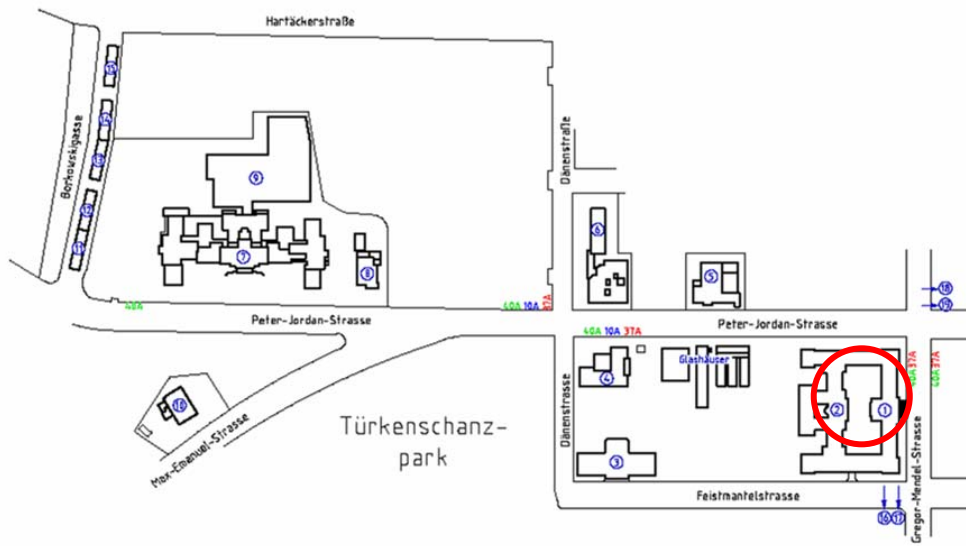 Hartäckerstraße
15
14
13
12
11
Borkowskigasse
9
7
8
Dänenstraße
6
5
18
19
40A
40A 10A 37A
Peter-Jordan-Strasse
Peter-Jordan-Strasse
40A 10A 37A
Glashäuser
4
40A 37A
40A 37A
2
1
10
Max-Emanuel-Strasse
Türkenschanz-
park
Dänenstrasse
3
Feistmantelstrasse
16
17
Gregor-Mendel-Strasse